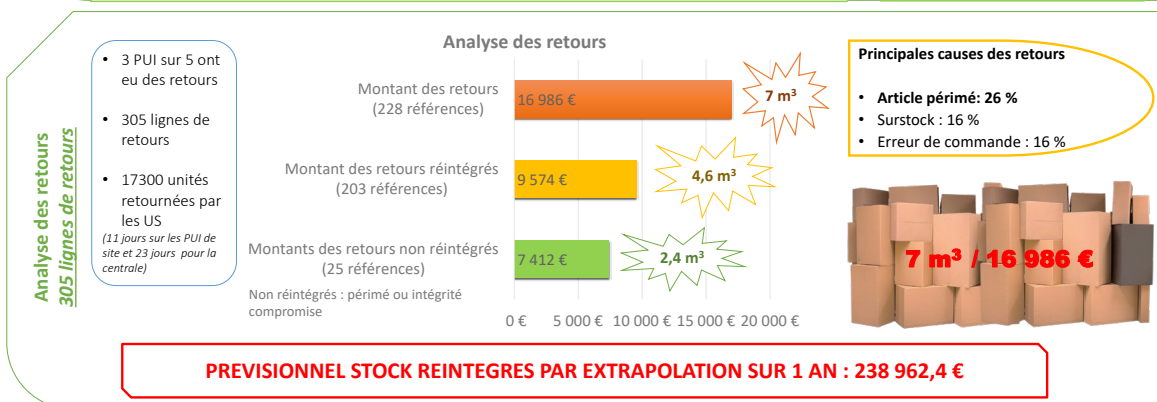 Analyse des retours
305 lignes de retours
• 3 PUI sur 5 ont
eu des retours
• 305 lignes de
retours
• 17300 unités
retournées par
les US
(11 jours sur les PUI de
site et 23 jours pour la
centrale)
Analyse des retours
Montant des retours
(228 références)
16 986 €
7 m³
Montant des retours réintégrés
(203 références)
9 574 €
4,6 m³
Montants des retours non réintégrés
(25 références)
7 412 €
2,4 m³
Non réintégrés : périmé ou intégrité
compromise
0 € 5 000 € 10 000 € 15 000 € 20 000 €
Principales causes des retours
• Article périmé: 26 %
• Surstock : 16 %
• Erreur de commande : 16 %
7 m³ / 16 986 €
PREVISIONNEL STOCK REINTEGRES PAR EXTRAPOLATION SUR 1 AN : 238 962,4 €